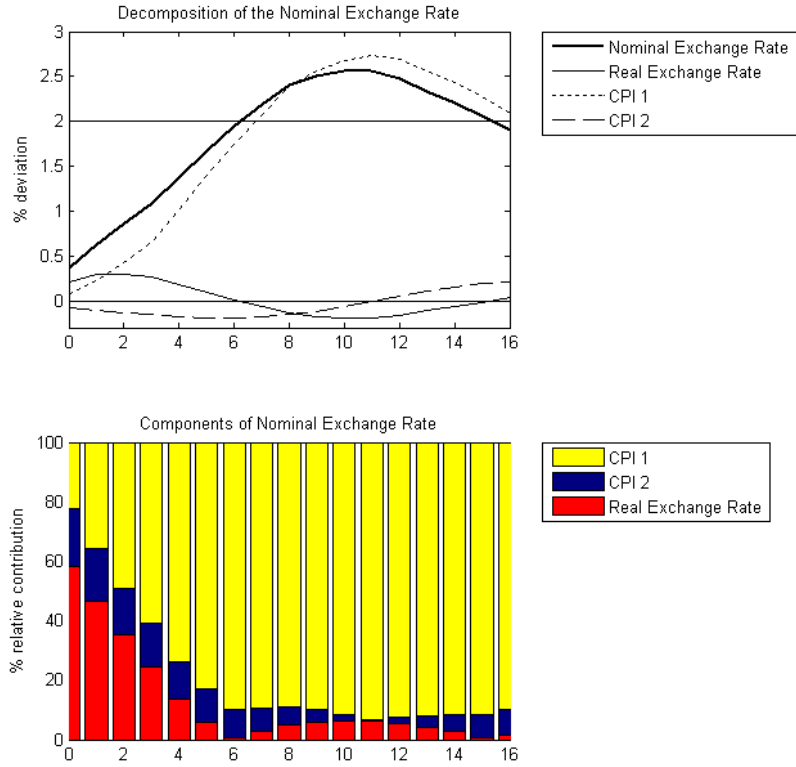 Decomposition of the Nominal Exchange Rate
3
2.5
2
1.5
1
0.5
0
% deviation
0 2 4 6 8 10 12 14 16
Nominal Exchange Rate
Real Exchange Rate
CPI 1
CPI 2
Components of Nominal Exchange Rate
100
80
60
40
20
0
% relative contribution
0 2 4 6 8 10 12 14 16
CPI 1
CPI 2
Real Exchange Rate